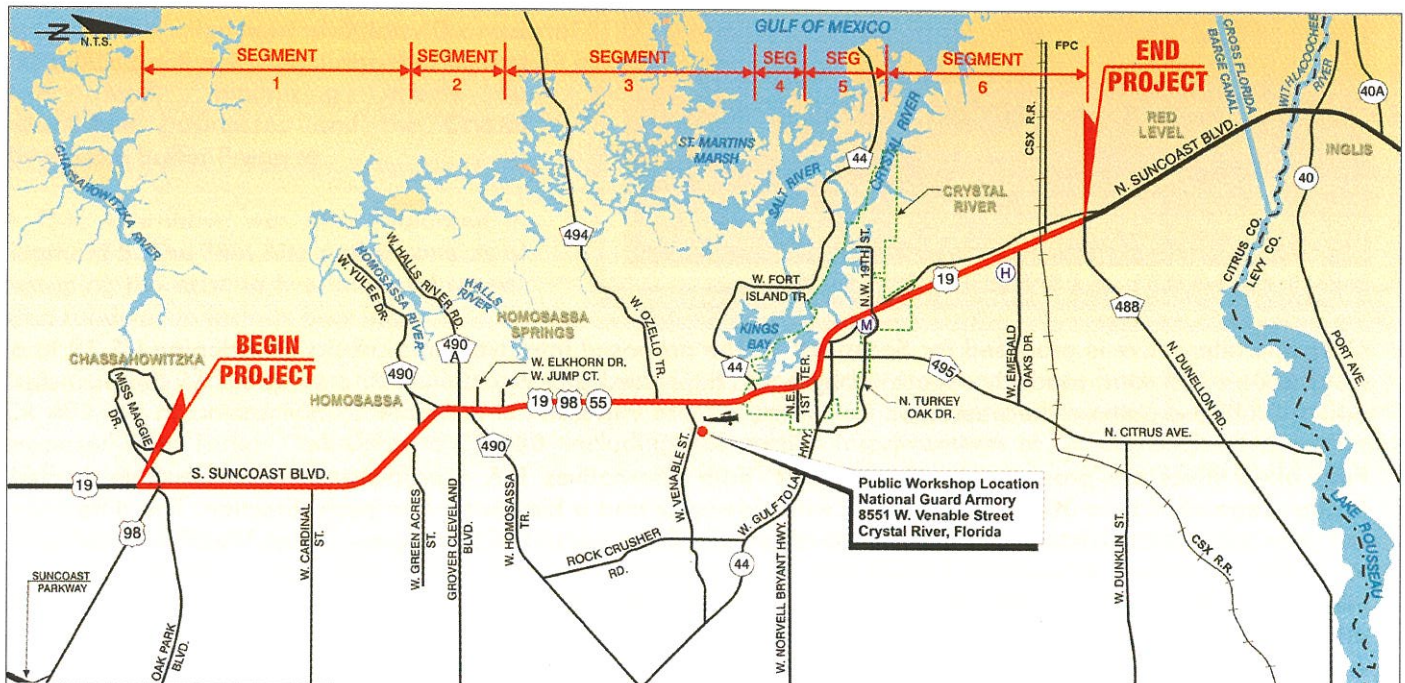 N
N.T.S.
GULF OF MEXICO
SEGMENT
1
SEGMENT
2
SEGMENT
3
SEG
4
SEG
5
SEGMENT
6
FPC
END
PROJECT
CROSS FLORIDA
BARGE CANAL
WITHLACOOCHEE
RIVER
40A
RED
LEVEL
N. SUNCOAST BLVD.
INGLIS
40
CSX R.R.
CHASSAHOWITZKA RIVER
ST. MARTINS
MARSH
SALT RIVER
44
CRYSTAL RIVER
CRYSTAL
RIVER
494
W. HALLS RIVER RD.
W. YULEE DR.
HOMOSASSA RIVER
HALLS
RIVER
490
A
HOMOSASSA
SPRINGS
W. OZELLO TR.
W. FORT
ISLAND TR.
N.W. 19TH ST.
19
H
CITRUS CO.
LEVY CO.
488
KINGS
BAY
M
CHASSAHOWITZKA
MISS MAGGIE
DR.
BEGIN
PROJECT
490
HOMOSASSA
W. ELKHORN DR.
W. JUMP CT.
19
98
55
44
N.E.
1ST TER.
495
N. TURKEY
OAK DR.
W. EMERALD
OAKS DR.
N. DUNELLON RD.
PORT AVE.
N. CITRUS AVE.
490
19
S. SUNCOAST BLVD.
98
SUNCOAST
PARKWAY
OAK PARK
BLVD.
W. CARDINAL
ST.
W. GREEN ACRES
ST.
GROVER CLEVELAND
BLVD.
W. HOMOSASSA
TR.
ROCK CRUSHER
RD.
W. VENABLE ST.
W. GULF TO LAKE HWY.
44
W. NORVELL BRYANT HWY.
Public Workshop Location
National Guard Armory
8551 W. Venable Street
Crystal River, Florida
W. DUNKLIN ST.
CSX R.R.
LAKE ROUSSEAU